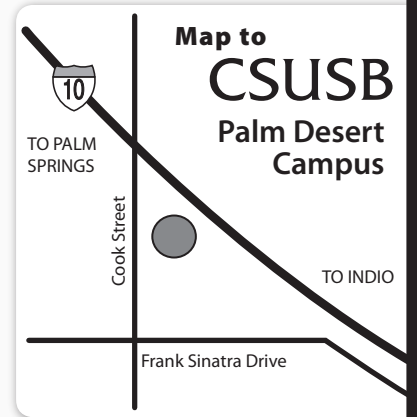 Map to
CSUSB
Palm Desert
Campus
10
TO PALM
SPRINGS
Cook Street
TO INDIO
Frank Sinatra Drive